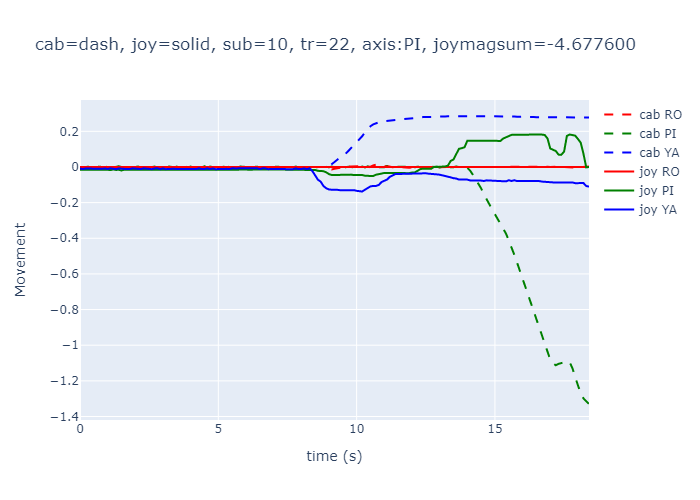 cab=dash, joy=solid, sub=10, tr=22, axis:PI, joymagsum=-4.677600
cab RO
cab PI
cab YA
joy RO
joy PI
joy YA
0.2
0
−0.2
−0.4
−0.6
−0.8
−1
−1.2
−1.4
Movement
0 5 10 15
time (s)